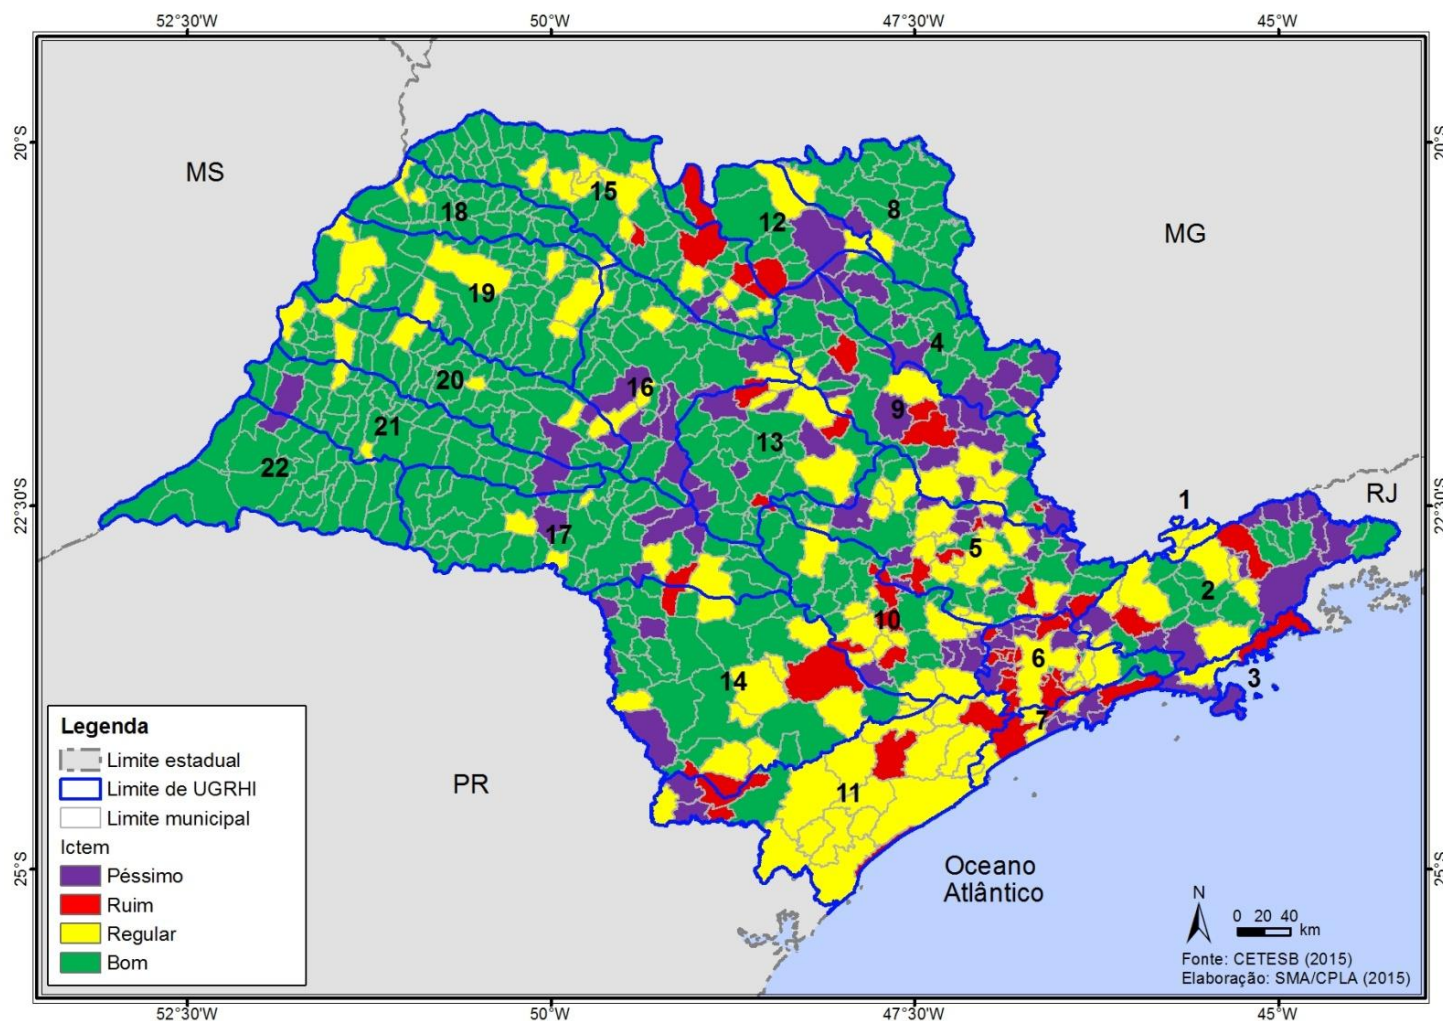 52°30'W 50°W 47°30'W 45°W
20°S 20°S
MS
15
18
12
8
MG
19
4
20
16
9
21
13
22
22°30'S 22°30'S
1
RJ
17
5
2
10
6
3
14
7
11
PR
Legenda
Limite estadual
Limite de UGRHI
Limite municipal
Ictem
Péssimo
Ruim
Regular
Bom
25°S 25°S
Oceano
Atlântico
N
0 20 40
km
Fonte: CETESB (2015)
Elaboração: SMA/CPLA (2015)
52°30'W 50°W 47°30'W 45°W